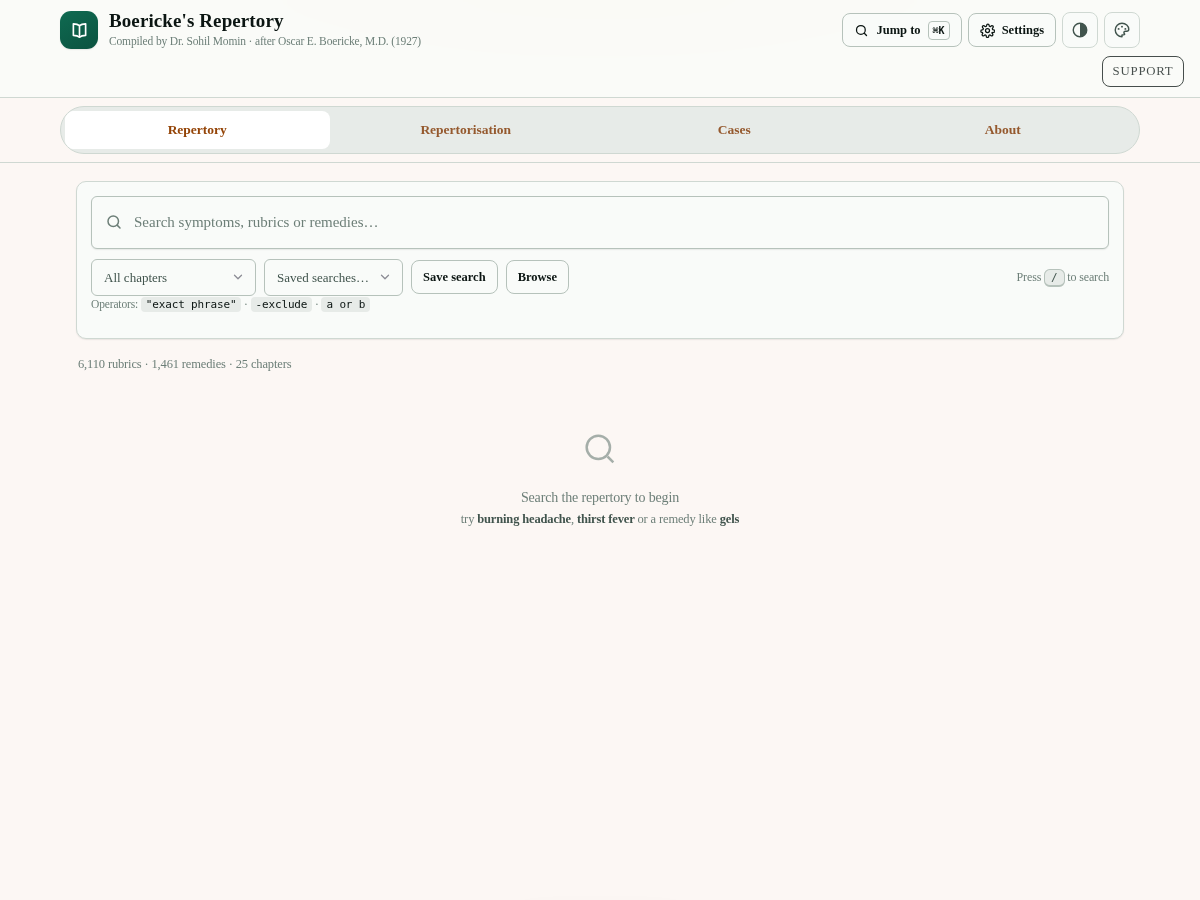 Boericke's Repertory
Compiled by Dr. Sohil Momin · after Oscar E. Boericke, M.D. (1927)
Jump to ⌘K Settings
SUPPORT
Repertory Repertorisation Cases About
Search symptoms, rubrics or remedies…
All chapters Saved searches… Save search Browse Press / to search
Operators: "exact phrase" · -exclude · a or b
6,110 rubrics · 1,461 remedies · 25 chapters
Search the repertory to begin
try burning headache, thirst fever or a remedy like gels